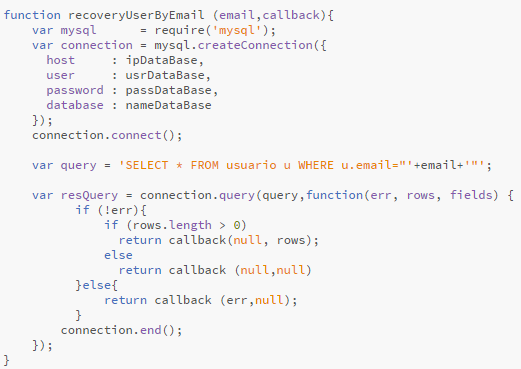 function recoveryUserByEmail (email,callback){
    var mysql      = require('mysql');
    var connection = mysql.createConnection({
      host     : ipDataBase,
      user     : usrDataBase,
      password : passDataBase,
      database : nameDataBase
    });
    connection.connect();

    var query = 'SELECT * FROM usuario u WHERE u.email="'+email+'"';

    var resQuery = connection.query(query,function(err, rows, fields) {
          if (!err){
              if (rows.length > 0)
                return callback(null, rows);
              else
                return callback (null,null)
          }else{
              return callback (err,null);
          }
        connection.end();
    });
}